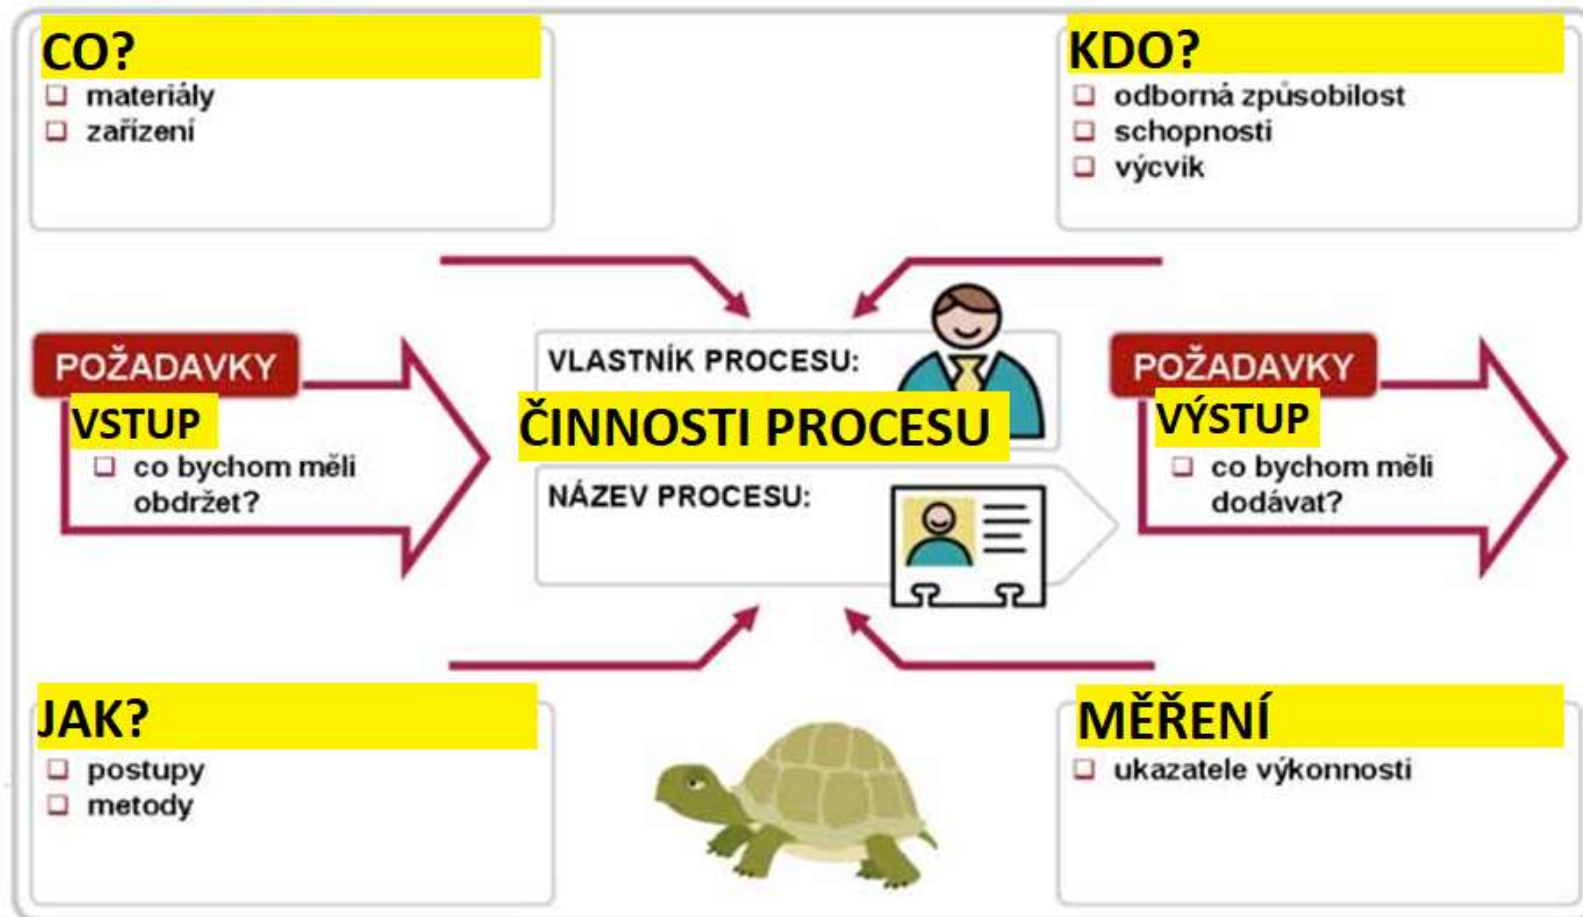 CO?
materiály
zařízení
KDO?
odborná způsobilost
schopnosti
výcvik
POŽADAVKY
VSTUP
co bychom měli
obdržet?
VLASTNÍK PROCESU:
ČINNOSTI PROCESU
NÁZEV PROCESU:
POŽADAVKY
VÝSTUP
co bychom měli
dodávat?
JAK?
postupy
metody
MĚŘENÍ
ukazatele výkonnosti